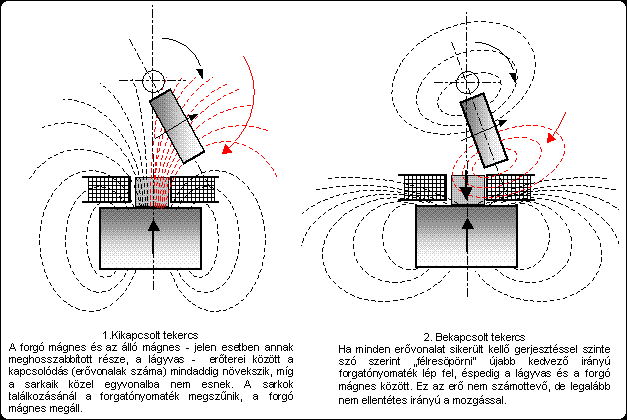 1.Kikapcsolt tekercs
A forgó mágnes és az álló mágnes - jelen esetben annak
meghosszabbított része, a lágyvas - erőterei között a
kapcsolódás (erővonalak száma) mindaddig növekszik, míg
a sarkaik közel egyvonalba nem esnek. A sarkok
találkozásánál a forgatónyomaték megszűnik, a forgó
mágnes megáll.
2. Bekapcsolt tekercs
Ha minden erővonalat sikerült kellő gerjesztéssel szinte
szó szerint „félresöpörni” újabb kedvező irányú
forgatónyomaték lép fel, éspedig a lágyvas és a forgó
mágnes között. Ez az erő nem számottevő, de legalább
nem ellentétes irányú a mozgással.